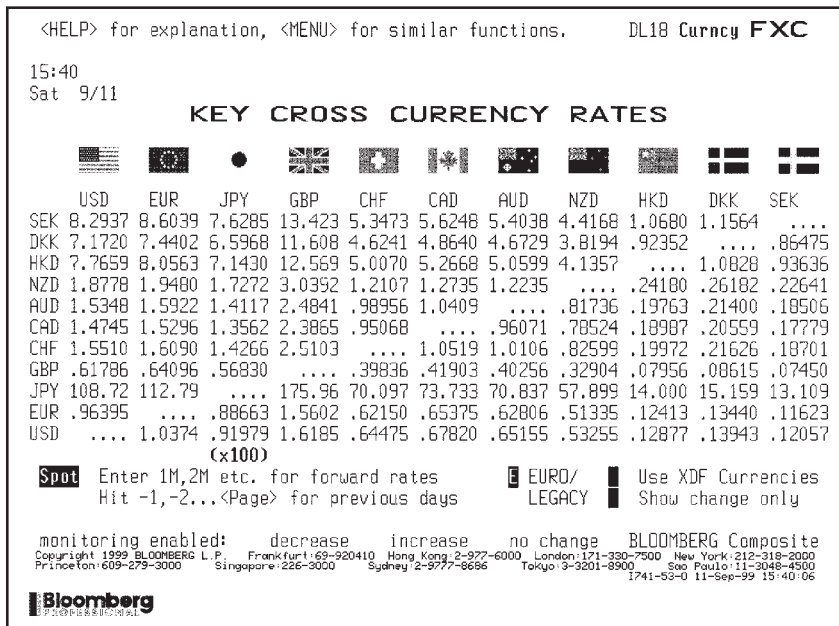 <HELP> for explanation, <MENU> for similar functions. DL18 Curncy FXC
15:40
Sat 9/11
KEY CROSS CURRENCY RATES
USD EUR JPY GBP CHF CAD AUD NZD HKD DKK SEK
SEK 8.2937 8.6039 7.6285 13.423 5.3473 5.6248 5.4038 4.4168 1.0680 1.1564 ....
DKK 7.1720 7.4402 6.5968 11.608 4.6241 4.8640 4.6729 3.8194 .92352 .... .86475
HKD 7.7659 8.0563 7.1430 12.569 5.0070 5.2668 5.0599 4.1357 .... 1.0828 .93636
NZD 1.8778 1.9480 1.7272 3.0392 1.2107 1.2735 1.2235 .... .24180 .26182 .22641
AUD 1.5348 1.5922 1.4117 2.4841 .98956 1.0409 .... .81736 .19763 .21400 .18506
CAD 1.4745 1.5296 1.3562 2.3865 .95068 .... .96071 .78524 .18987 .20559 .17779
CHF 1.5510 1.6090 1.4266 2.5103 .... 1.0519 1.0106 .82599 .19972 .21626 .18701
GBP .61786 .64096 .56830 .... .39836 .41903 .40256 .32904 .07956 .08615 .07450
JPY 108.72 112.79 .... 175.96 70.097 73.733 70.837 57.899 14.000 15.159 13.109
EUR .96395 .... .88663 1.5602 .62150 .65375 .62806 .51335 .12413 .13440 .11623
USD .... 1.0374 .91979 1.6185 .64475 .67820 .65155 .53255 .12877 .13943 .12057
(x100)
Spot Enter 1M,2M etc. for forward rates E EURO/ Use XDF Currencies
Hit -1,-2...<Page> for previous days LEGACY Show change only
monitoring enabled: decrease increase no change BLOOMBERG Composite
Copyright 1999 BLOOMBERG L.P. Frankfurt:69-920410 Hong Kong:2-977-6000 London:171-330-7500 New York:212-318-2000
Princeton:609-279-3000 Singapore:226-3000 Sydney:2-9777-8686 Tokyo:3-3201-8900 Sao Paulo:11-3048-4500
I741-53-0 11-Sep-99 15:40:06
Bloomberg
PROFESSIONAL